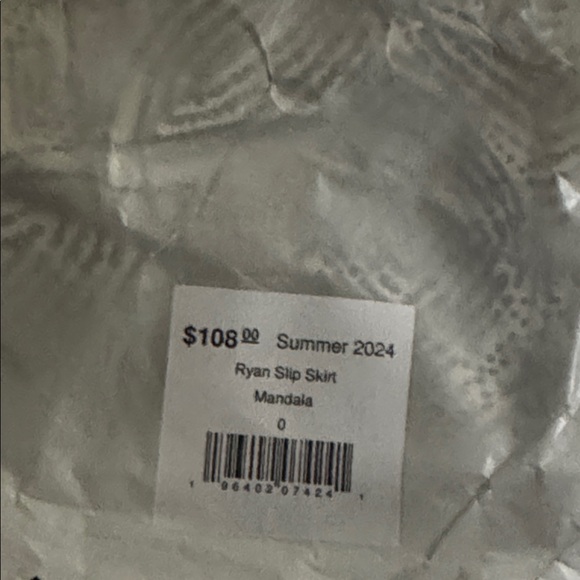 $108.00 Summer 2024
Ryan Slip Skirt
Mandala
0
1 96402 07424 1